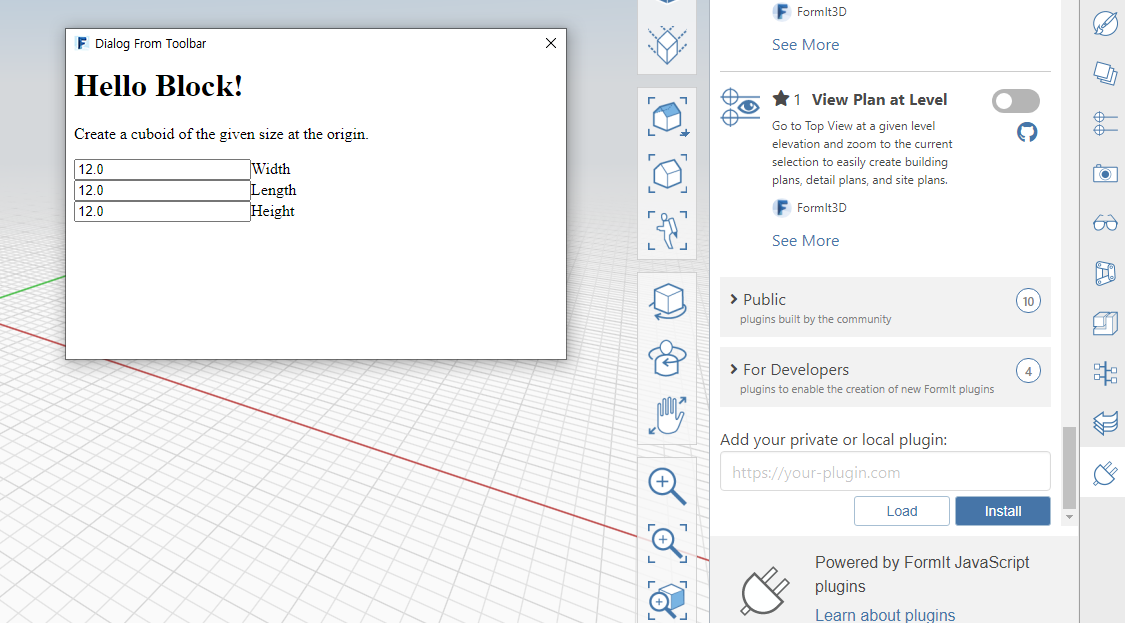 Dialog From Toolbar
Hello Block!
Create a cuboid of the given size at the origin.
12.0 Width
12.0 Length
12.0 Height
FormIt3D
See More
1 View Plan at Level
Go to Top View at a given level
elevation and zoom to the current
selection to easily create building
plans, detail plans, and site plans.
FormIt3D
See More
Public 10
plugins built by the community
For Developers 4
plugins to enable the creation of new FormIt plugins
Add your private or local plugin:
https://your-plugin.com
Load Install
Powered by FormIt JavaScript
plugins
Learn about plugins